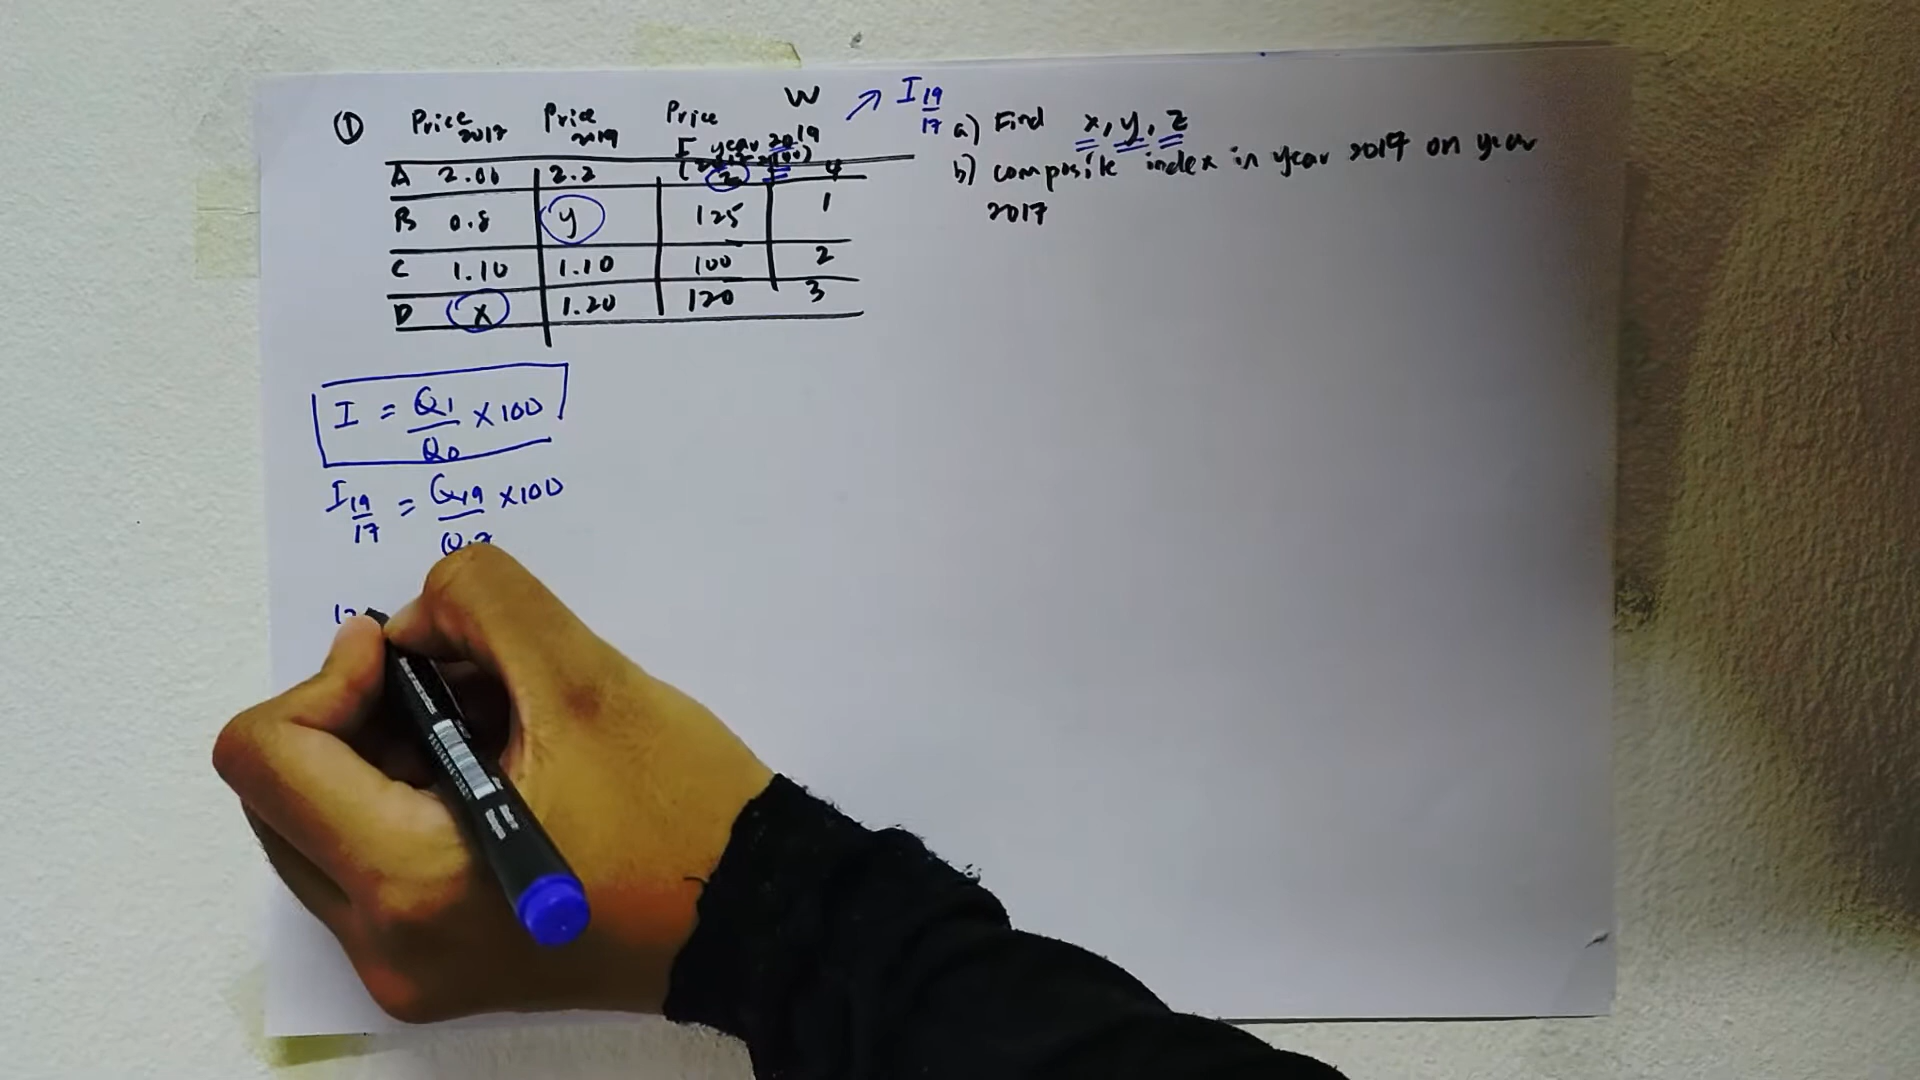 ① Price 2017 Price 2019 Price W
I year 2019
A 2.00 2.2 z 4
B 0.8 y 125 1
C 1.10 1.10 100 2
D x 1.20 120 3
I 19/17
a) Find x, y, z
b) composite index in year 2019 on year
2017
I = Q1/Q0 × 100
I 19/17 = Q19/Q17 × 100
12